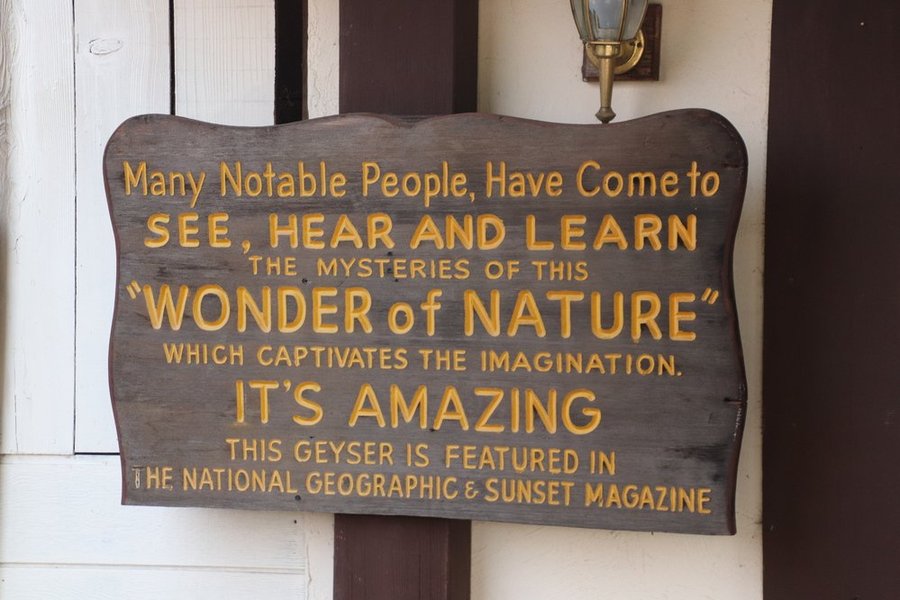 Many Notable People, Have Come to
SEE, HEAR AND LEARN
THE MYSTERIES OF THIS
"WONDER of NATURE"
WHICH CAPTIVATES THE IMAGINATION.
IT'S AMAZING
THIS GEYSER IS FEATURED IN
THE NATIONAL GEOGRAPHIC & SUNSET MAGAZINE